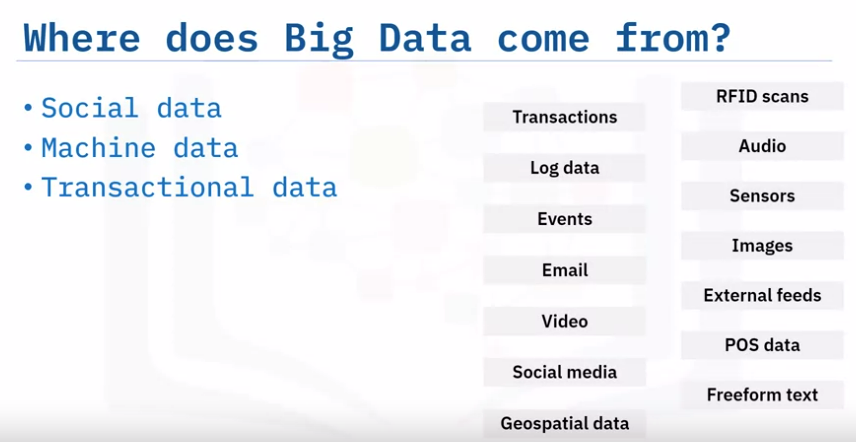 Where does Big Data come from?
• Social data
• Machine data
• Transactional data
Transactions
Log data
Events
Email
Video
Social media
Geospatial data
RFID scans
Audio
Sensors
Images
External feeds
POS data
Freeform text